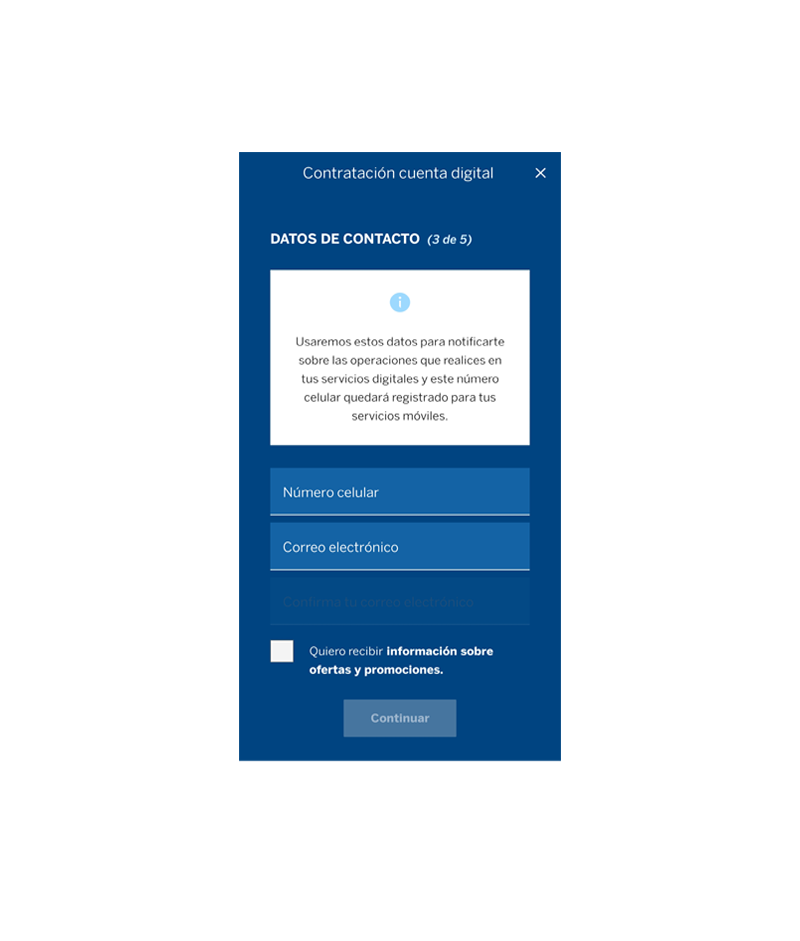 Contratación cuenta digital
DATOS DE CONTACTO (3 de 5)
Usaremos estos datos para notificarte
sobre las operaciones que realices en
tus servicios digitales y este número
celular quedará registrado para tus
servicios móviles.
Número celular
Correo electrónico
Confirma tu correo electrónico
Quiero recibir información sobre
ofertas y promociones.
Continuar